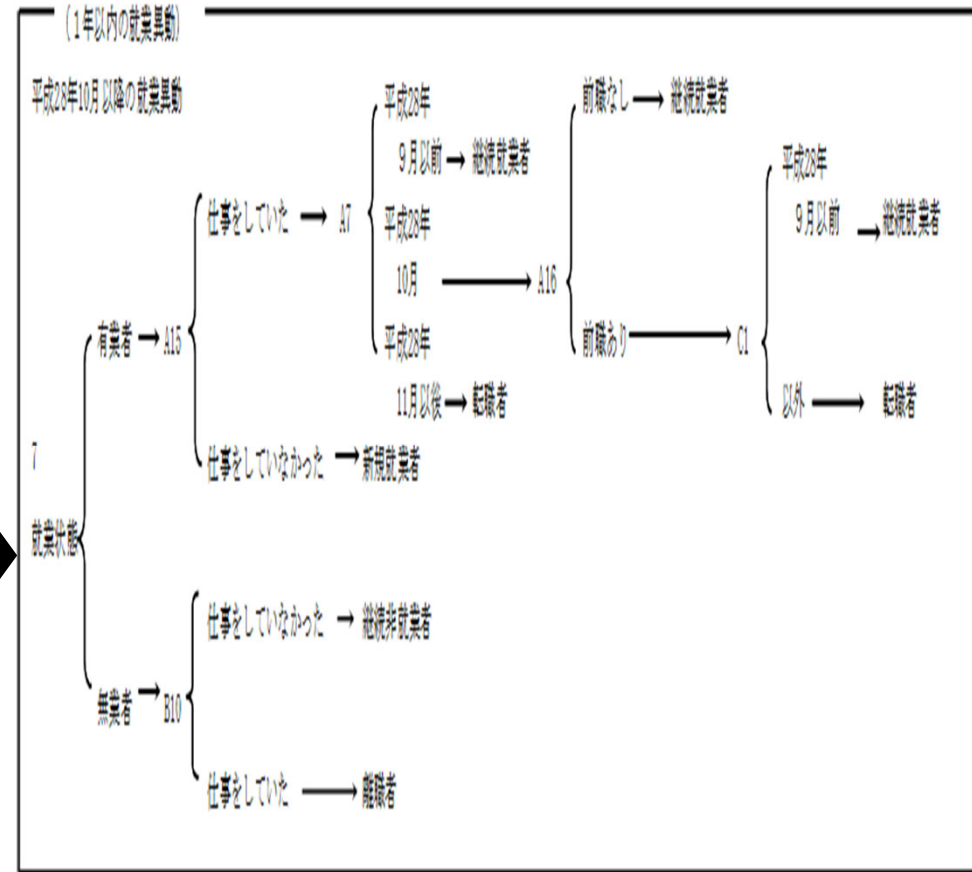 （１年以内の就業異動）
平成28年10月以降の就業異動
7
就業状態
有業者 → A15
仕事をしていた → A7
平成28年
９月以前 → 継続就業者
平成28年
10月 → A16
前職なし → 継続就業者
前職あり → C1
平成28年
９月以前 → 継続就業者
以外 → 転職者
平成28年
11月以後 → 転職者
仕事をしていなかった → 新規就業者
無業者 → B10
仕事をしていなかった → 継続非就業者
仕事をしていた → 離職者